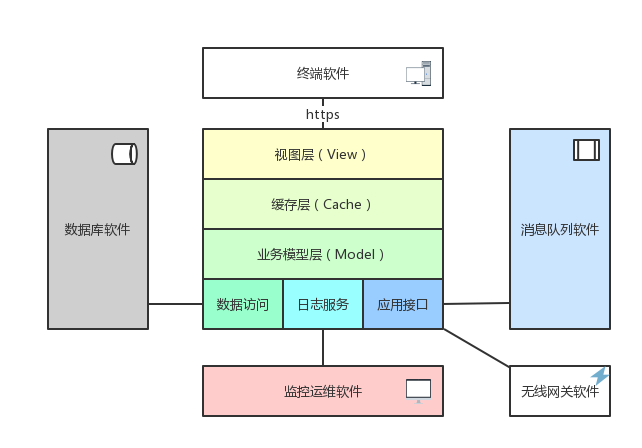 终端软件
https
视图层（View）
缓存层（Cache）
业务模型层（Model）
数据库软件
消息队列软件
数据访问
日志服务
应用接口
监控运维软件
无线网关软件